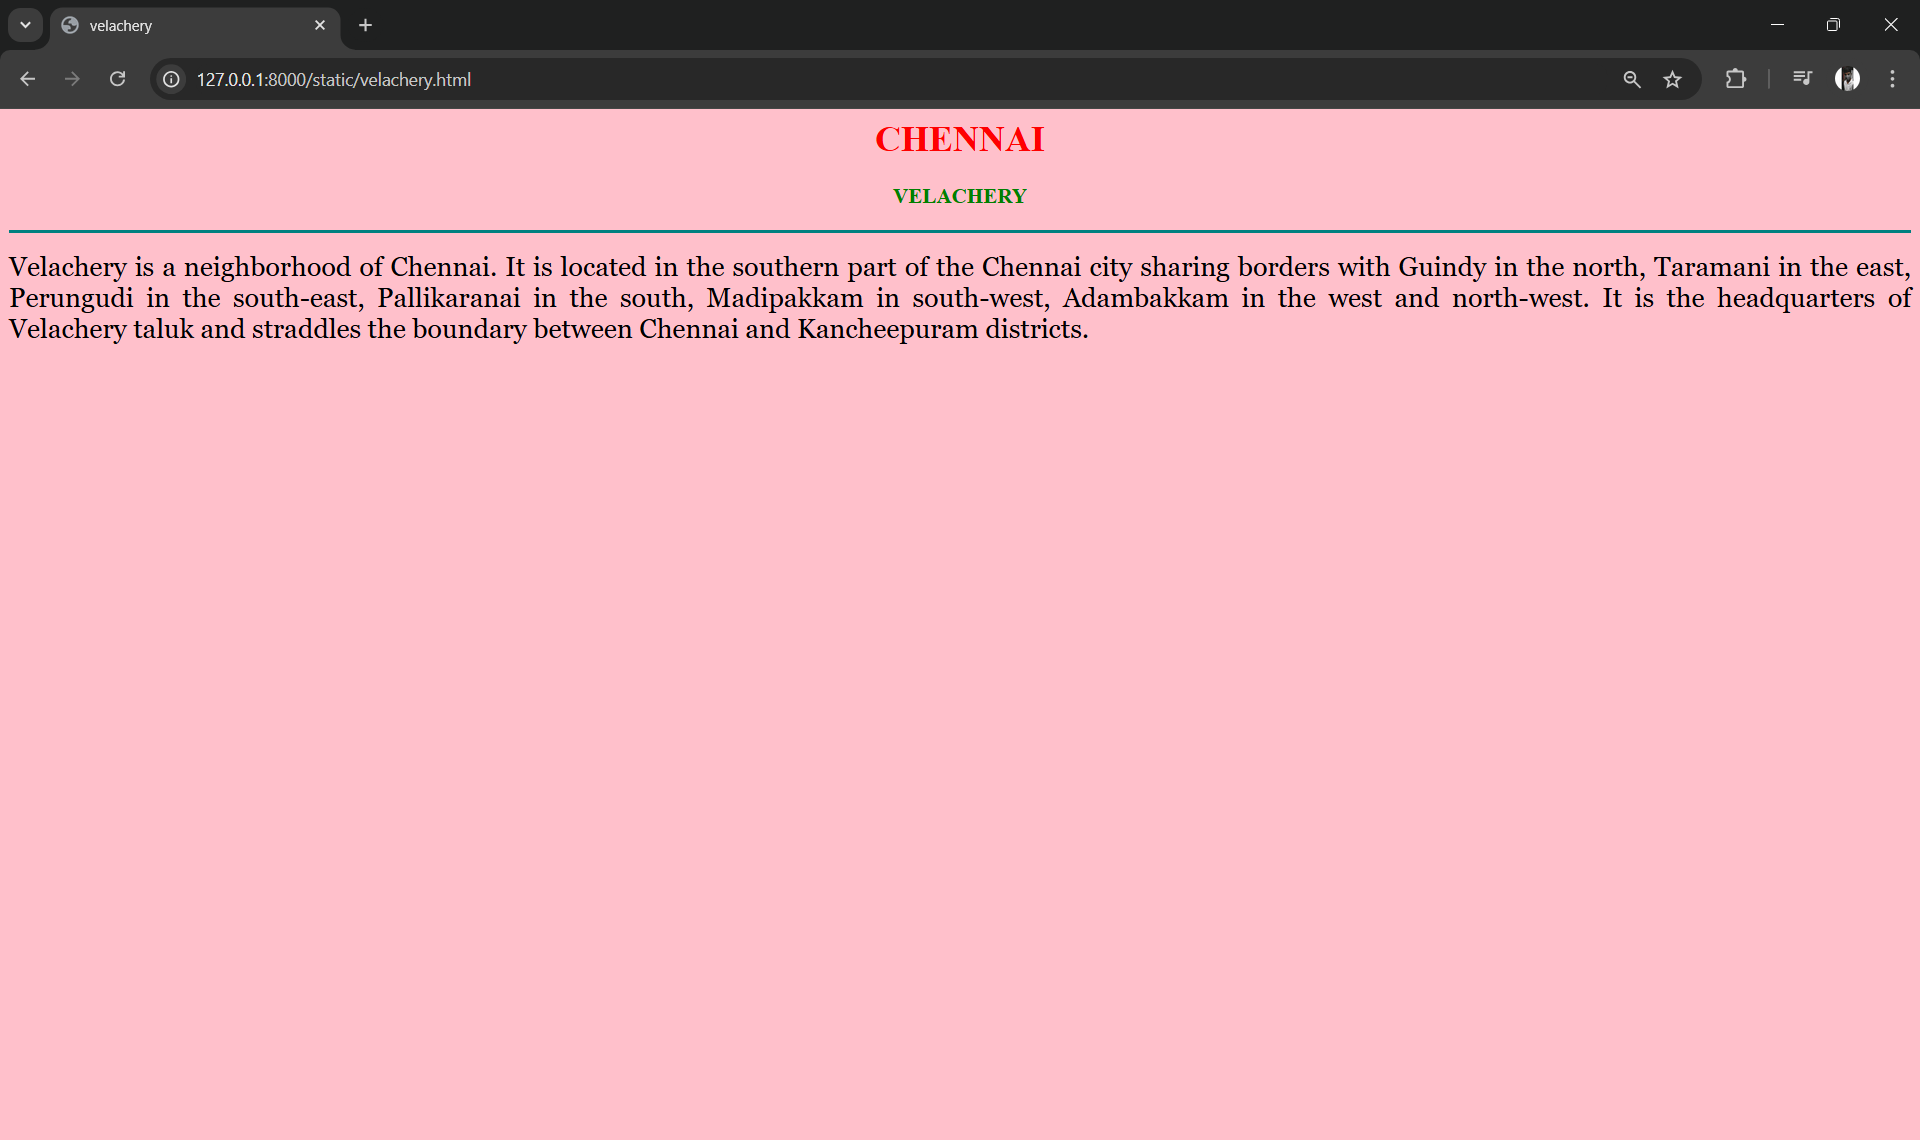 velachery
127.0.0.1:8000/static/velachery.html
CHENNAI
VELACHERY
Velachery is a neighborhood of Chennai. It is located in the southern part of the Chennai city sharing borders with Guindy in the north, Taramani in the east,
Perungudi in the south-east, Pallikaranai in the south, Madipakkam in south-west, Adambakkam in the west and north-west. It is the headquarters of
Velachery taluk and straddles the boundary between Chennai and Kancheepuram districts.